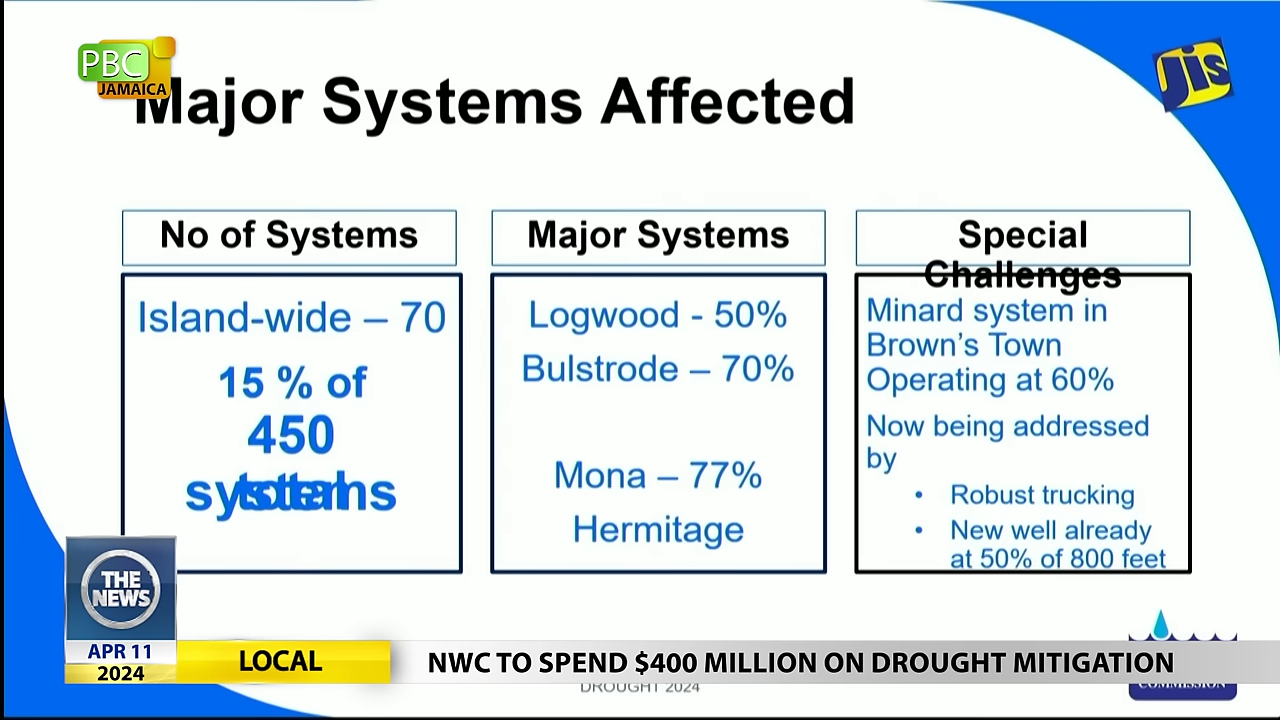 PBC
JAMAICA
JIS
Major Systems Affected
No of Systems
Island-wide – 70
15 % of
450
systems
total
Major Systems
Logwood - 50%
Bulstrode – 70%
Mona – 77%
Hermitage
Special
Challenges
Minard system in
Brown's Town
Operating at 60%
Now being addressed
by
• Robust trucking
• New well already
at 50% of 800 feet
THE
NEWS
APR 11
2024
LOCAL
NWC TO SPEND $400 MILLION ON DROUGHT MITIGATION
DROUGHT 2024
COMMISSION